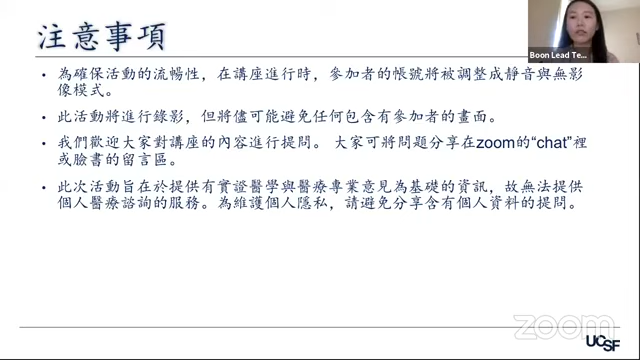 注意事項
• 為確保活動的流暢性，在講座進行時，參加者的帳號將被調整成靜音與無影
像模式。
• 此活動將進行錄影，但將儘可能避免任何包含有參加者的畫面。
• 我們歡迎大家對講座的內容進行提問。 大家可將問題分享在zoom的“chat”裡
或臉書的留言區。
• 此次活動旨在於提供有實證醫學與醫療專業意見為基礎的資訊，故無法提供
個人醫療諮詢的服務。為維護個人隱私，請避免分享含有個人資料的提問。
Boon Lead Te...
zoom
UCSF